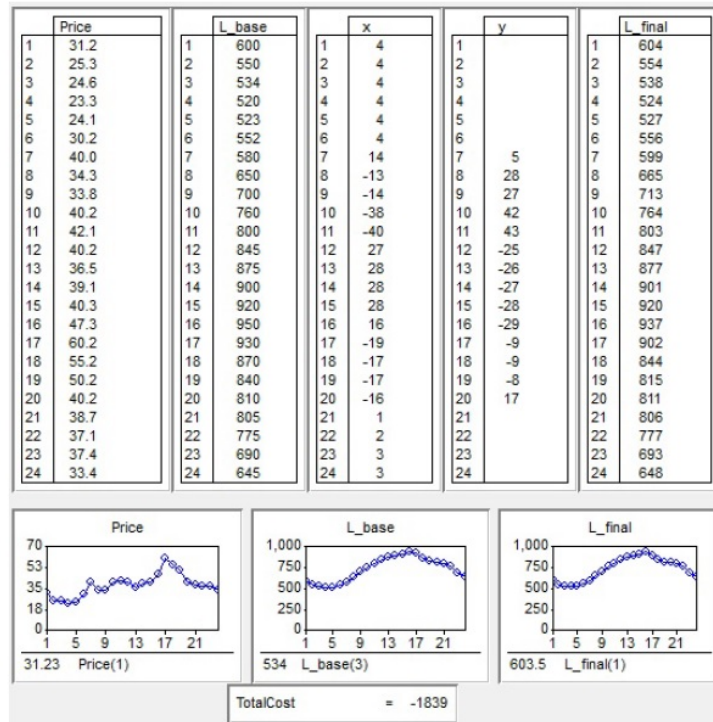 Price L_base x y L_final
1 31.2 1 600 1 4 1 1 604
2 25.3 2 550 2 4 2 2 554
3 24.6 3 534 3 4 3 3 538
4 23.3 4 520 4 4 4 4 524
5 24.1 5 523 5 4 5 5 527
6 30.2 6 552 6 4 6 6 556
7 40.0 7 580 7 14 7 5 7 599
8 34.3 8 650 8 -13 8 28 8 665
9 33.8 9 700 9 -14 9 27 9 713
10 40.2 10 760 10 -38 10 42 10 764
11 42.1 11 800 11 -40 11 43 11 803
12 40.2 12 845 12 27 12 -25 12 847
13 36.5 13 875 13 28 13 -26 13 877
14 39.1 14 900 14 28 14 -27 14 901
15 40.3 15 920 15 28 15 -28 15 920
16 47.3 16 950 16 16 16 -29 16 937
17 60.2 17 930 17 -19 17 -9 17 902
18 55.2 18 870 18 -17 18 -9 18 844
19 50.2 19 840 19 -17 19 -8 19 815
20 40.2 20 810 20 -16 20 17 20 811
21 38.7 21 805 21 1 21 21 806
22 37.1 22 775 22 2 22 22 777
23 37.4 23 690 23 3 23 23 693
24 33.4 24 645 24 3 24 24 648
Price L_base L_final
70 1,000 1,000
53 750 750
35 500 500
18 250 250
0 0 0
1 5 9 13 17 21 1 5 9 13 17 21 1 5 9 13 17 21
31.23 Price(1) 534 L_base(3) 603.5 L_final(1)
TotalCost = -1839